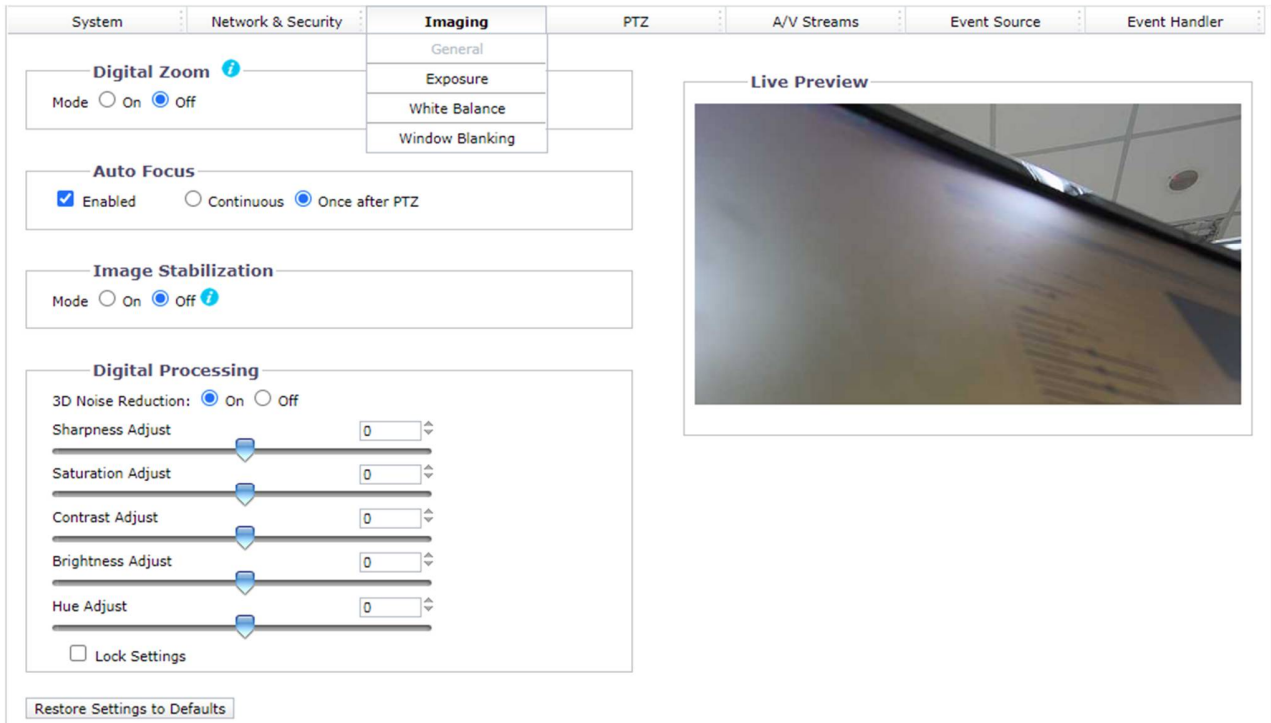 System Network & Security Imaging PTZ A/V Streams Event Source Event Handler
General
Exposure
White Balance
Window Blanking
Digital Zoom i
Mode On Off
Auto Focus
Enabled Continuous Once after PTZ
Image Stabilization
Mode On Off i
Digital Processing
3D Noise Reduction: On Off
Sharpness Adjust 0
Saturation Adjust 0
Contrast Adjust 0
Brightness Adjust 0
Hue Adjust 0
Lock Settings
Restore Settings to Defaults
Live Preview